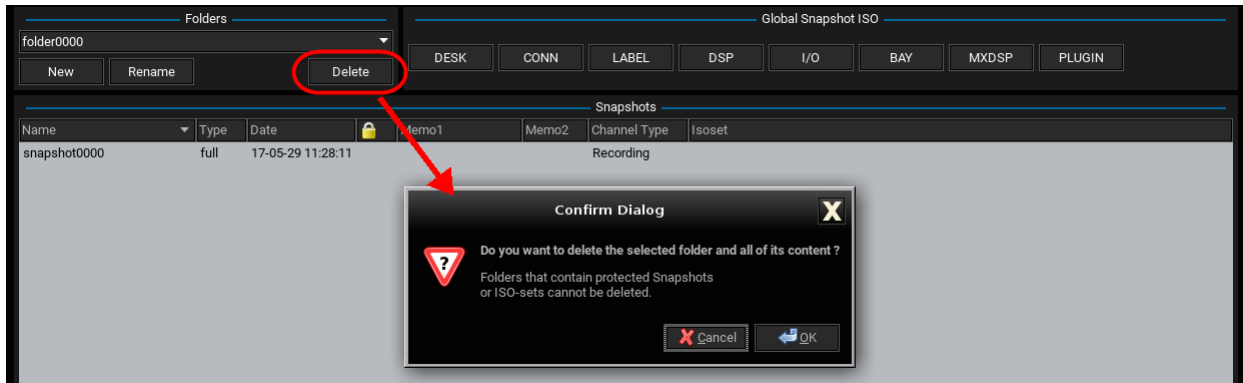 Folders
Global Snapshot ISO
folder0000
New Rename Delete
DESK CONN LABEL DSP I/O BAY MXDSP PLUGIN
Snapshots
Name Type Date Memo1 Memo2 Channel Type Isoset
snapshot0000 full 17-05-29 11:28:11 Recording
Confirm Dialog
Do you want to delete the selected folder and all of its content ?
Folders that contain protected Snapshots
or ISO-sets cannot be deleted.
Cancel OK